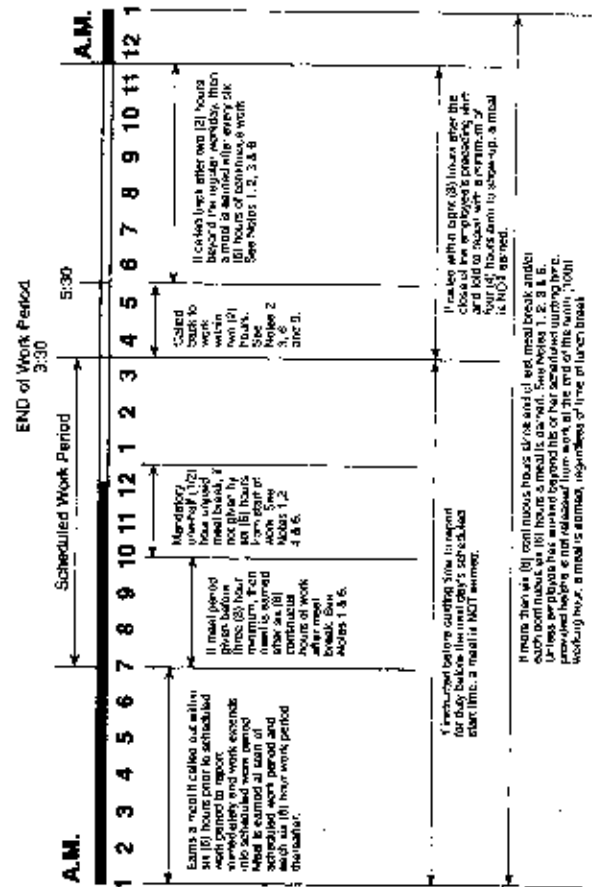 END of Work Period
3:30
5:30
Scheduled Work Period
A.M.
1 2 3 4 5 6 7 8 9 10 11 12 1 2 3 4 5 6 7 8 9 10 11 12 1
A.M.
Earns a meal if called out within
six (6) hours prior to scheduled
work period to report
immediately and work extends
into scheduled work period
Meal is earned at start of
scheduled work period and
each six (6) hour work period
thereafter.
If meal period
given before
three (3) hour
minimum, then
meal is earned
after six (6)
continuous
hours of work
after meal
break. See
Notes 1 & 6.
Mandatory
one-half (1/2)
hour unpaid
meal break, if
not given by
six (6) hours
from start of
work. See
Notes 1, 2
4 & 6.
Called
back to
work
within
two (2)
hours.
See
Notes 2
3, 6
and 9.
If called back after two (2) hours
beyond the regular workday, then
a meal is earned after every six
(6) hours of continuous work
See Notes 1, 2, 3 & 6
If instructed before quitting time to report
for duty before the next day's scheduled
start time, a meal is NOT earned.
If called within eight (8) hours after the
close of the employee's preceding shift
and told to report with a minimum of
four (4) hours prior to show-up, a meal
is NOT earned.
If more than six (6) continuous hours since end of last meal break and/or
each continuous six (6) hours a meal is earned. See Notes 1, 2, 3 & 6.
Unless employee has worked beyond his or her scheduled quitting time,
provided he/she is not released from work at the end of the tenth (10th)
working hour, a meal is earned, regardless of time of lunch break